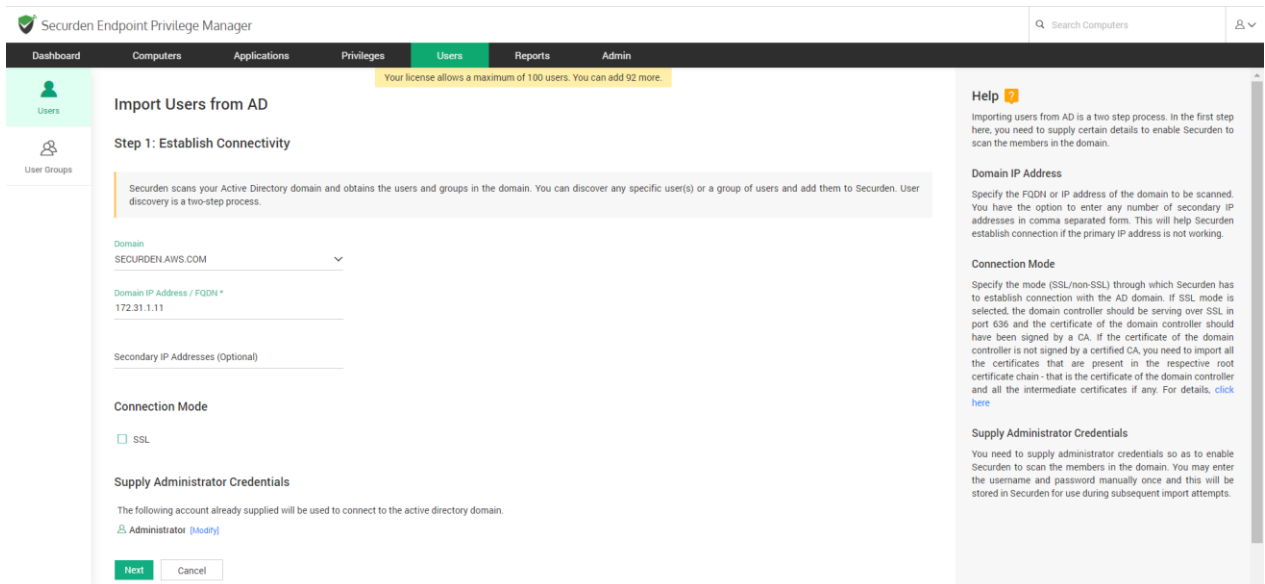 Securden Endpoint Privilege Manager
Search Computers
Dashboard
Computers
Applications
Privileges
Users
Reports
Admin
Your license allows a maximum of 100 users. You can add 92 more.
Users
User Groups
Import Users from AD
Step 1: Establish Connectivity
Securden scans your Active Directory domain and obtains the users and groups in the domain. You can discover any specific user(s) or a group of users and add them to Securden. User
discovery is a two-step process.
Domain
SECURDEN.AWS.COM
Domain IP Address / FQDN *
172.31.1.11
Secondary IP Addresses (Optional)
Connection Mode
SSL
Supply Administrator Credentials
The following account already supplied will be used to connect to the active directory domain.
Administrator [Modify]
Next
Cancel
Help ?
Importing users from AD is a two step process. In the first step
here, you need to supply certain details to enable Securden to
scan the members in the domain.
Domain IP Address
Specify the FQDN or IP address of the domain to be scanned.
You have the option to enter any number of secondary IP
addresses in comma separated form. This will help Securden
establish connection if the primary IP address is not working.
Connection Mode
Specify the mode (SSL/non-SSL) through which Securden has
to establish connection with the AD domain. If SSL mode is
selected, the domain controller should be serving over SSL in
port 636 and the certificate of the domain controller should
have been signed by a CA. If the certificate of the domain
controller is not signed by a certified CA, you need to import all
the certificates that are present in the respective root
certificate chain - that is the certificate of the domain controller
and all the intermediate certificates if any. For details, click
here
Supply Administrator Credentials
You need to supply administrator credentials so as to enable
Securden to scan the members in the domain. You may enter
the username and password manually once and this will be
stored in Securden for use during subsequent import attempts.